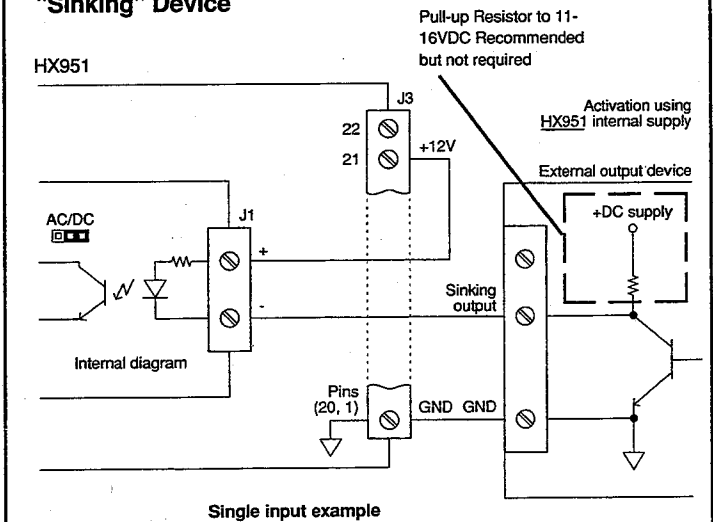 "Sinking" Device
Pull-up Resistor to 11-
16VDC Recommended
but not required
HX951
J3
22
21
+12V
Activation using
HX951 internal supply
External output device
+DC supply
AC/DC
J1
+
-
Sinking
output
Internal diagram
Pins
(20, 1)
GND GND
Single input example